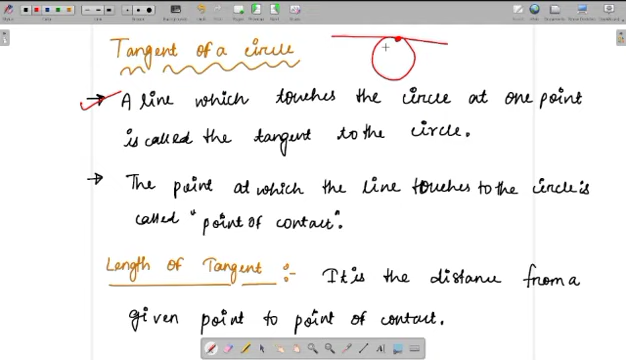 Tangent of a circle
→ A line which touches the circle at one point
is called the tangent to the circle.
→ The point at which the line touches to the circle is
called "point of contact".
Length of Tangent :- It is the distance from a
given point to point of contact.